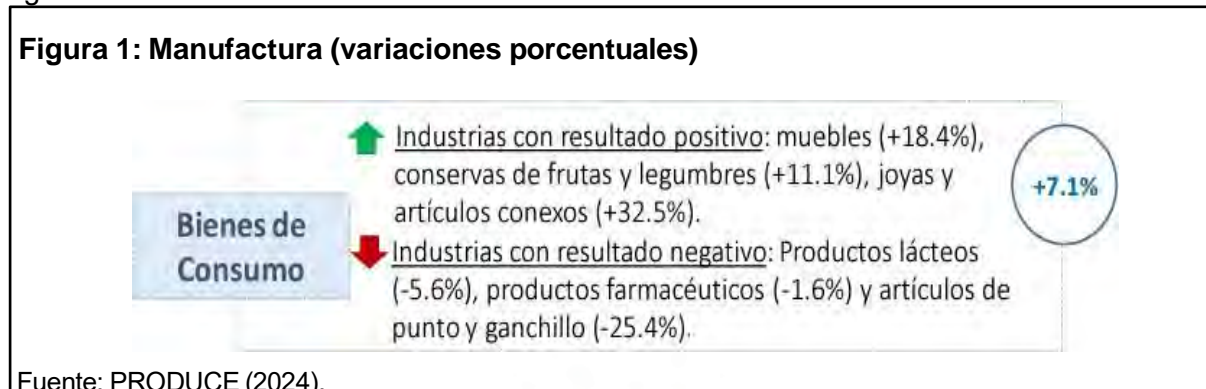 Figura 1: Manufactura (variaciones porcentuales)
Industrias con resultado positivo: muebles (+18.4%),
conservas de frutas y legumbres (+11.1%), joyas y
artículos conexos (+32.5%).
+7.1%
Bienes de
Consumo
Industrias con resultado negativo: Productos lácteos
(-5.6%), productos farmacéuticos (-1.6%) y artículos de
punto y ganchillo (-25.4%).
Fuente: PRODUCE (2024).